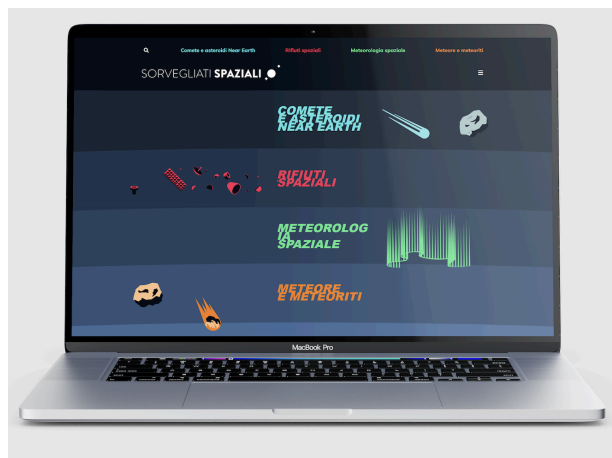 Comete e asteroidi Near Earth Rifiuti spaziali Meteorologia spaziale Meteore e meteoriti
SORVEGLIATI SPAZIALI
COMETE
E ASTEROIDI
NEAR EARTH
RIFIUTI
SPAZIALI
METEOROLOG
IA
SPAZIALE
METEORE
E METEORITI
MacBook Pro